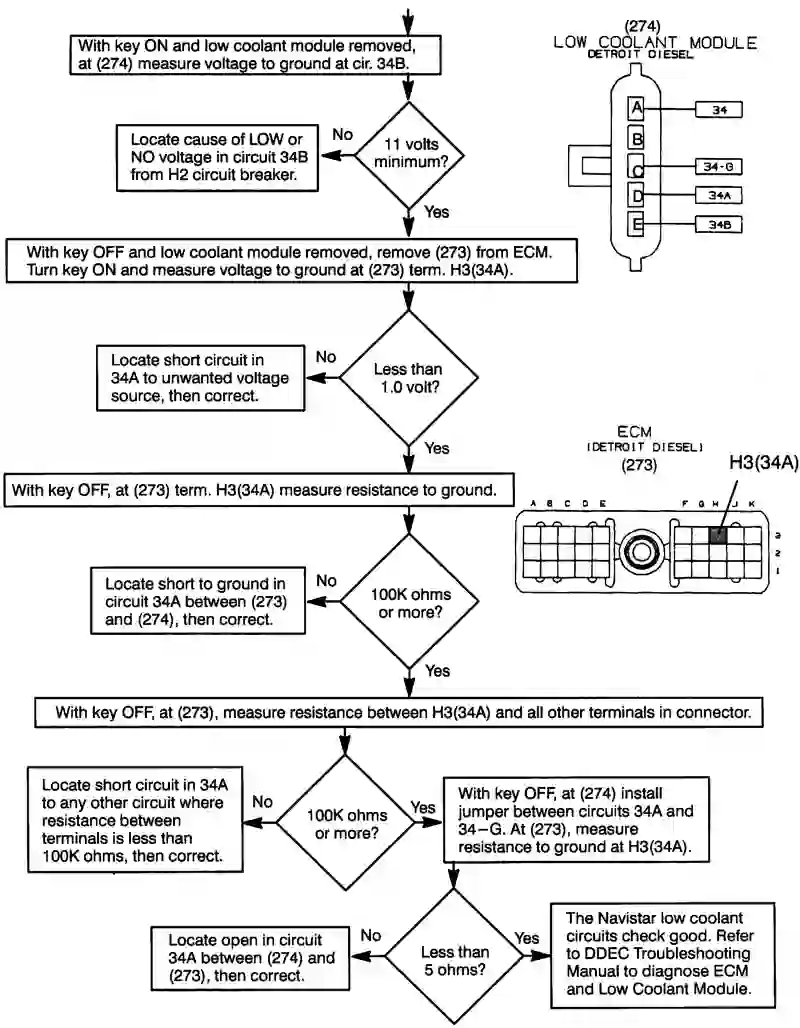 (274)
LOW COOLANT MODULE
DETROIT DIESEL
With key ON and low coolant module removed,
at (274) measure voltage to ground at cir. 34B.
A
34
B
C
34-G
D
34A
E
34B
Locate cause of LOW or
NO voltage in circuit 34B
from H2 circuit breaker.
No
11 volts
minimum?
Yes
With key OFF and low coolant module removed, remove (273) from ECM.
Turn key ON and measure voltage to ground at (273) term. H3(34A).
Locate short circuit in
34A to unwanted voltage
source, then correct.
No
Less than
1.0 volt?
Yes
ECM
(DETROIT DIESEL)
(273)
H3(34A)
A B C D E
F G H J K
3
2
1
With key OFF, at (273) term. H3(34A) measure resistance to ground.
Locate short to ground in
circuit 34A between (273)
and (274), then correct.
No
100K ohms
or more?
Yes
With key OFF, at (273), measure resistance between H3(34A) and all other terminals in connector.
Locate short circuit in 34A
to any other circuit where
resistance between
terminals is less than
100K ohms, then correct.
No
100K ohms
or more?
Yes
With key OFF, at (274) install
jumper between circuits 34A and
34-G. At (273), measure
resistance to ground at H3(34A).
Locate open in circuit
34A between (274) and
(273), then correct.
No
Less than
5 ohms?
Yes
The Navistar low coolant
circuits check good. Refer
to DDEC Troubleshooting
Manual to diagnose ECM
and Low Coolant Module.